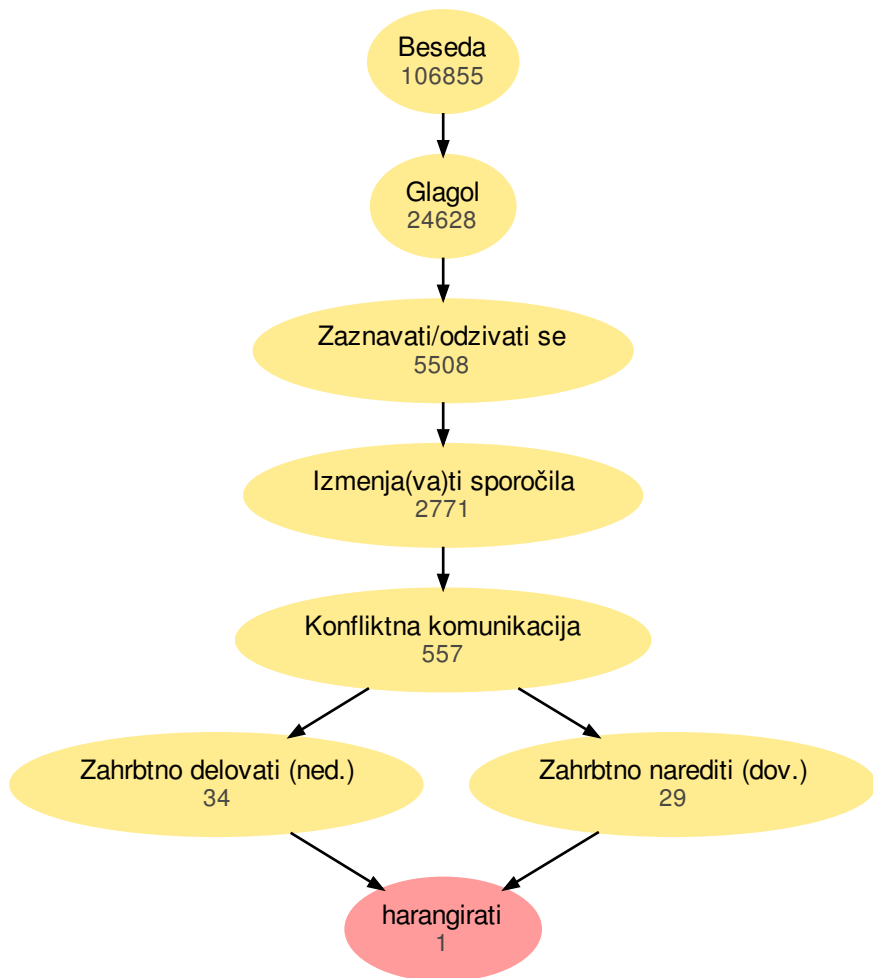 Beseda
106855
Glagol
24628
Zaznavati/odzivati se
5508
Izmenja(va)ti sporočila
2771
Konfliktna komunikacija
557
Zahrbtno delovati (ned.)
34
Zahrbtno narediti (dov.)
29
harangirati
1